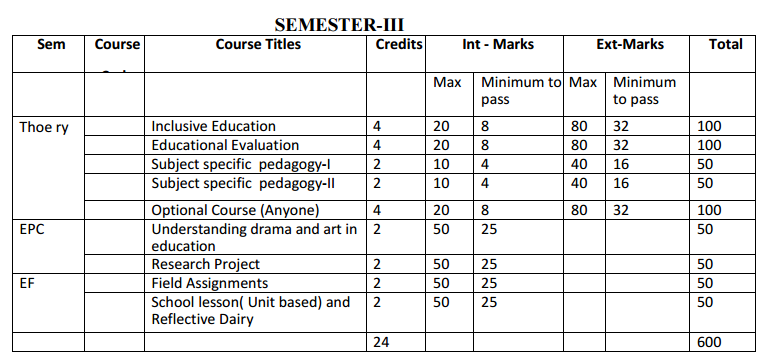 SEMESTER-III
Sem Course Course Titles Credits Int - Marks Ext-Marks Total
Max Minimum to Max Minimum
pass to pass
Thoe ry Inclusive Education 4 20 8 80 32 100
Educational Evaluation 4 20 8 80 32 100
Subject specific pedagogy-I 2 10 4 40 16 50
Subject specific pedagogy-II 2 10 4 40 16 50
Optional Course (Anyone) 4 20 8 80 32 100
EPC Understanding drama and art in 2 50 25 50
education
Research Project 2 50 25 50
EF Field Assignments 2 50 25 50
School lesson( Unit based) and 2 50 25 50
Reflective Dairy
24 600